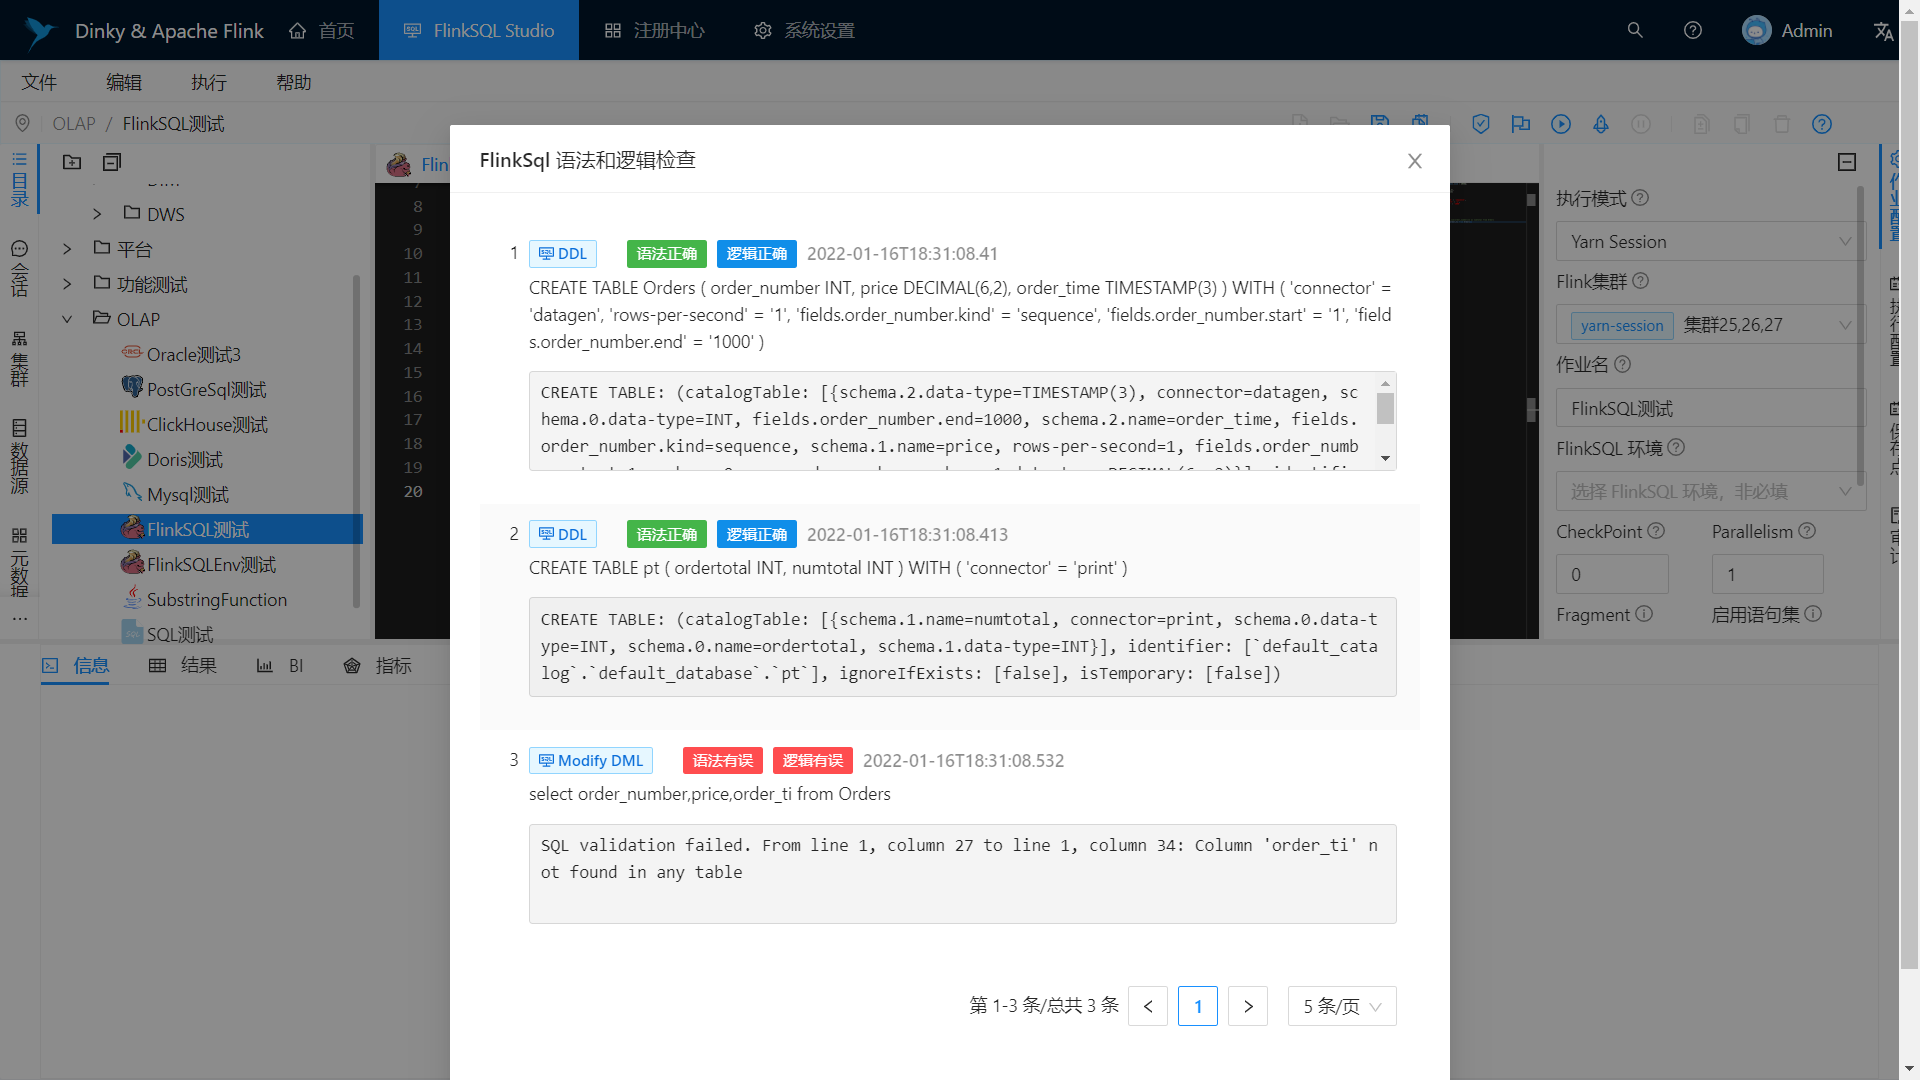 Dinky & Apache Flink
首页
FlinkSQL Studio
注册中心
系统设置
Admin
文件
编辑
执行
帮助
OLAP / FlinkSQL测试
目录
会话
集群
数据源
元数据
DWS
平台
功能测试
OLAP
Oracle测试3
PostGreSql测试
ClickHouse测试
Doris测试
Mysql测试
FlinkSQL测试
FlinkSQLEnv测试
SubstringFunction
SQL测试
Flin
8
9
10
11
12
13
14
15
16
17
18
19
20
FlinkSql 语法和逻辑检查
1 DDL 语法正确 逻辑正确 2022-01-16T18:31:08.41
CREATE TABLE Orders ( order_number INT, price DECIMAL(6,2), order_time TIMESTAMP(3) ) WITH ( 'connector' =
'datagen', 'rows-per-second' = '1', 'fields.order_number.kind' = 'sequence', 'fields.order_number.start' = '1', 'field
s.order_number.end' = '1000' )
CREATE TABLE: (catalogTable: [{schema.2.data-type=TIMESTAMP(3), connector=datagen, sc
hema.0.data-type=INT, fields.order_number.end=1000, schema.2.name=order_time, fields.
order_number.kind=sequence, schema.1.name=price, rows-per-second=1, fields.order_numb
2 DDL 语法正确 逻辑正确 2022-01-16T18:31:08.413
CREATE TABLE pt ( ordertotal INT, numtotal INT ) WITH ( 'connector' = 'print' )
CREATE TABLE: (catalogTable: [{schema.1.name=numtotal, connector=print, schema.0.data-t
ype=INT, schema.0.name=ordertotal, schema.1.data-type=INT}], identifier: [`default_cata
log`.`default_database`.`pt`], ignoreIfExists: [false], isTemporary: [false])
3 Modify DML 语法有误 逻辑有误 2022-01-16T18:31:08.532
select order_number,price,order_ti from Orders
SQL validation failed. From line 1, column 27 to line 1, column 34: Column 'order_ti' n
ot found in any table
第 1-3 条/总共 3 条
1
5 条/页
执行模式
Yarn Session
Flink集群
yarn-session 集群25,26,27
作业名
FlinkSQL测试
FlinkSQL 环境
选择 FlinkSQL 环境，非必填
CheckPoint
Parallelism
0
1
Fragment
启用语句集
作业配置
执行配置
保存点
审计
信息
结果
BI
指标